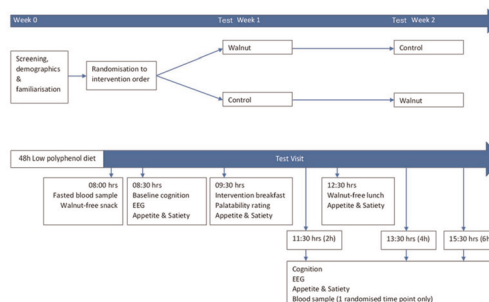 Week 0
Test Week 1
Test Week 2
Screening,
demographics
&
familiarisation
Randomisation to
intervention order
Walnut
Control
Control
Walnut
48h Low polyphenol diet
Test Visit
08:00 hrs
Fasted blood sample
Walnut-free snack
08:30 hrs
Baseline cognition
EEG
Appetite & Satiety
09:30 hrs
Intervention breakfast
Palatability rating
Appetite & Satiety
12:30 hrs
Walnut-free lunch
Appetite & Satiety
11:30 hrs (2h)
13:30 hrs (4h)
15:30 hrs (6h
Cognition
EEG
Appetite & Satiety
Blood sample (1 randomised time point only)